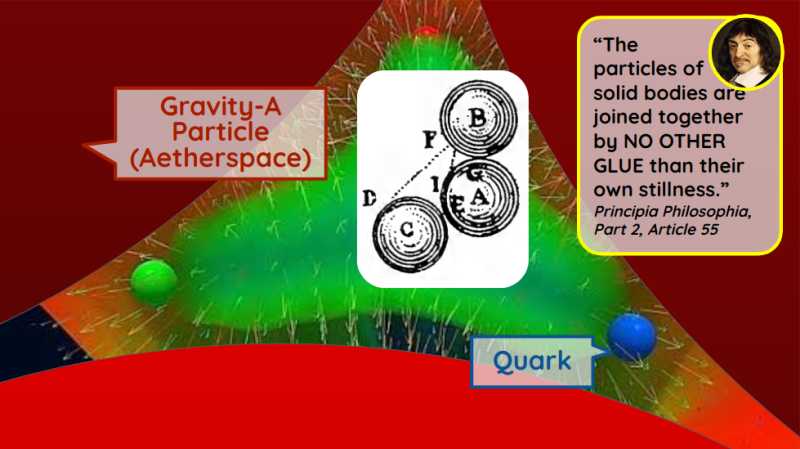 Gravity-A
Particle
(Aetherspace)
B
F
G
I
A
D
E
C
Quark
“The
particles of
solid bodies are
joined together
by NO OTHER
GLUE than their
own stillness.”
Principia Philosophia,
Part 2, Article 55